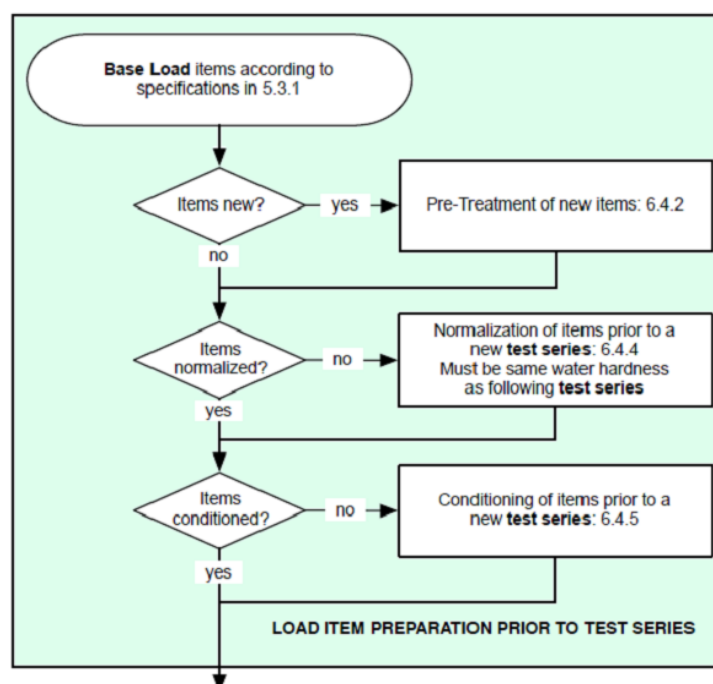 Base Load items according to
specifications in 5.3.1
Items new?
yes
Pre-Treatment of new items: 6.4.2
no
Items
normalized?
no
Normalization of items prior to a
new test series: 6.4.4
Must be same water hardness
as following test series
yes
Items
conditioned?
no
Conditioning of items prior to a
new test series: 6.4.5
yes
LOAD ITEM PREPARATION PRIOR TO TEST SERIES